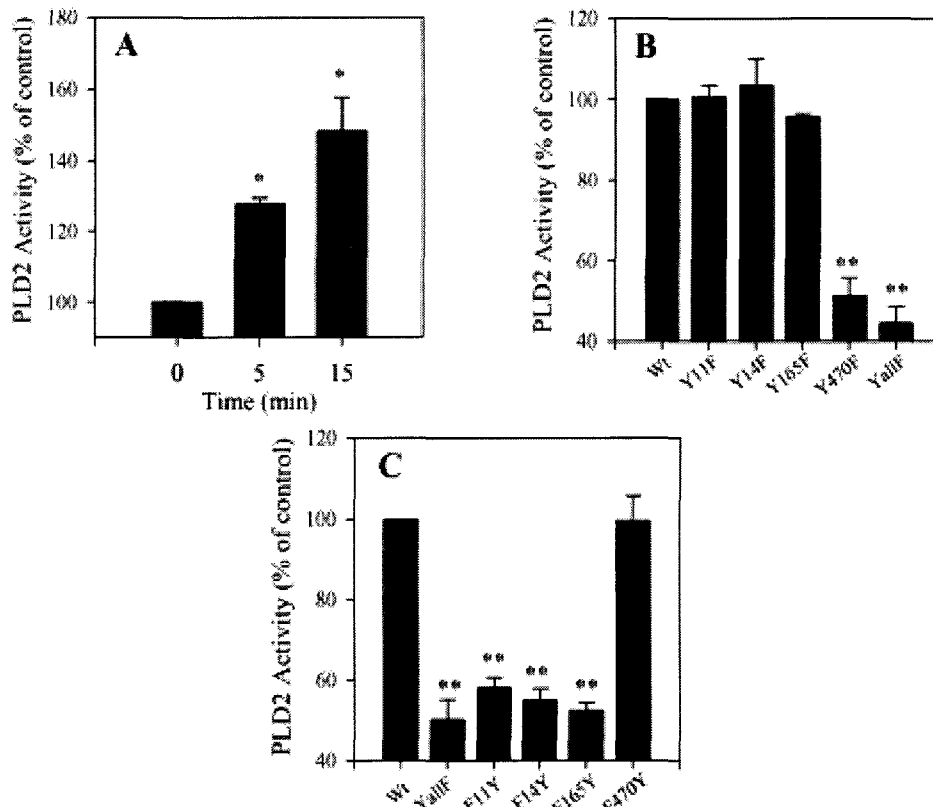 A
PLD2 Activity (% of control)
180
160
140
120
100
*
*
0 5 15
Time (min)
B
PLD2 Activity (% of control)
120
100
80
60
40
**
**
Wt Y11F Y14F Y165F Y470F YallF
C
PLD2 Activity (% of control)
120
100
80
60
40
**
**
**
**
Wt YallF F11Y F14Y F165Y F470Y